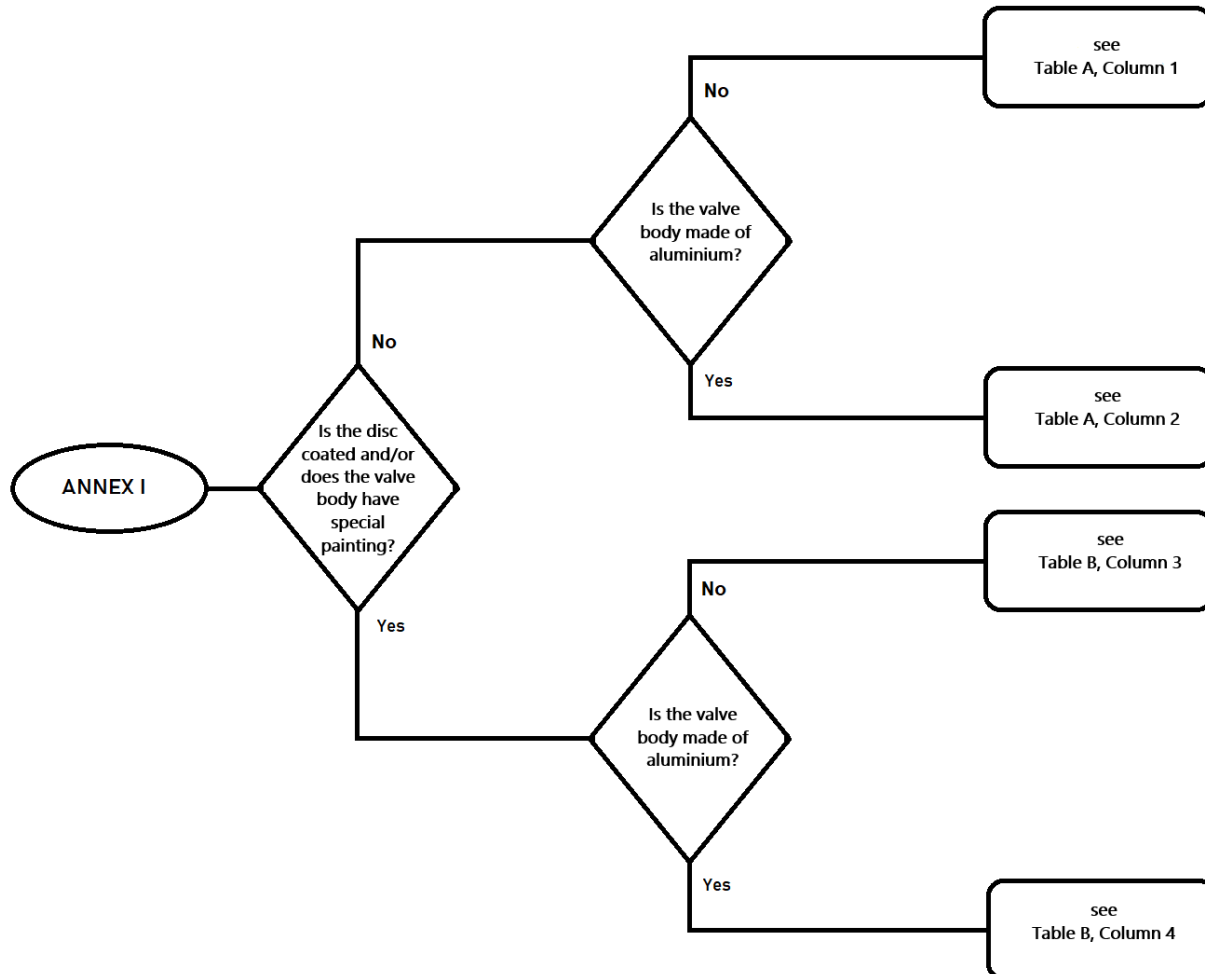 see
Table A, Column 1
No
Is the valve
body made of
aluminium?
No
Yes
see
Table A, Column 2
Is the disc
coated and/or
does the valve
body have
special
painting?
ANNEX I
see
Table B, Column 3
No
Yes
Is the valve
body made of
aluminium?
Yes
see
Table B, Column 4